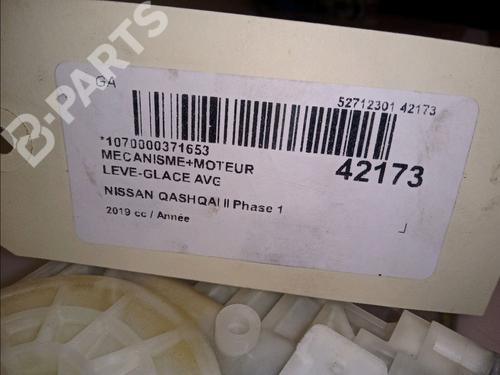 B-PARTS
GA
52712301 42173
*1070000371653
42173
MECANISME+MOTEUR
LEVE-GLACE AVG
NISSAN QASHQAI II Phase 1
2019 cc / Année